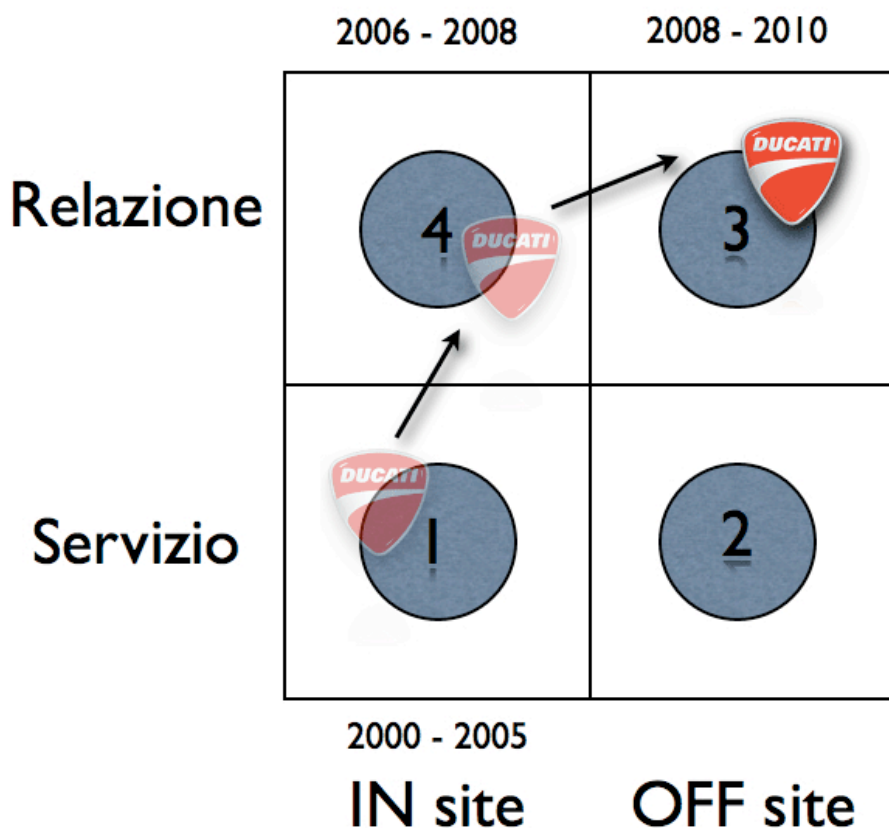 2006 - 2008
2008 - 2010
Relazione
4
DUCATI
3
DUCATI
Servizio
DUCATI
1
2
2000 - 2005
IN site
OFF site